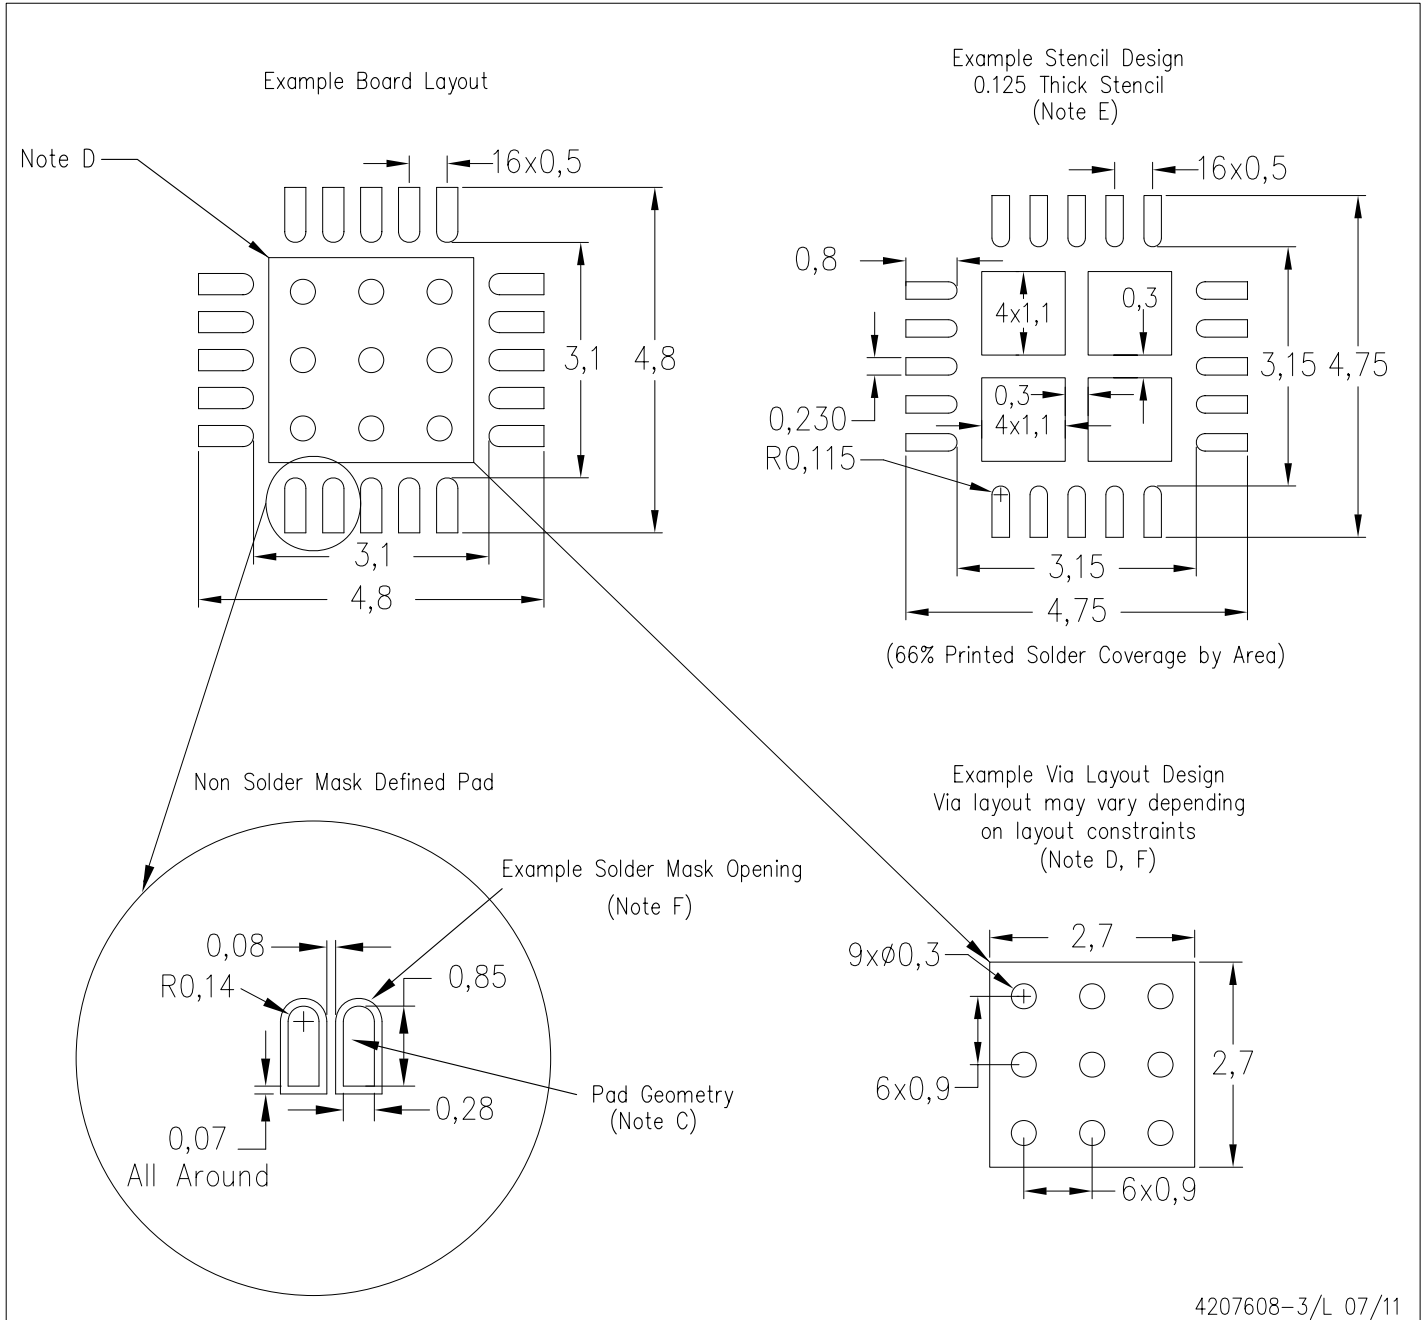 Example Board Layout
Note D
16x0,5
3,1
4,8
3,1
4,8
Example Stencil Design
0.125 Thick Stencil
(Note E)
16x0,5
0,8
4x1,1
0,3
3,15
4,75
0,3
4x1,1
0,230
R0,115
3,15
4,75
(66% Printed Solder Coverage by Area)
Non Solder Mask Defined Pad
Example Solder Mask Opening
(Note F)
0,08
R0,14
0,85
0,28
Pad Geometry
(Note C)
0,07
All Around
Example Via Layout Design
Via layout may vary depending
on layout constraints
(Note D, F)
2,7
9xø0,3
6x0,9
2,7
6x0,9
4207608-3/L 07/11